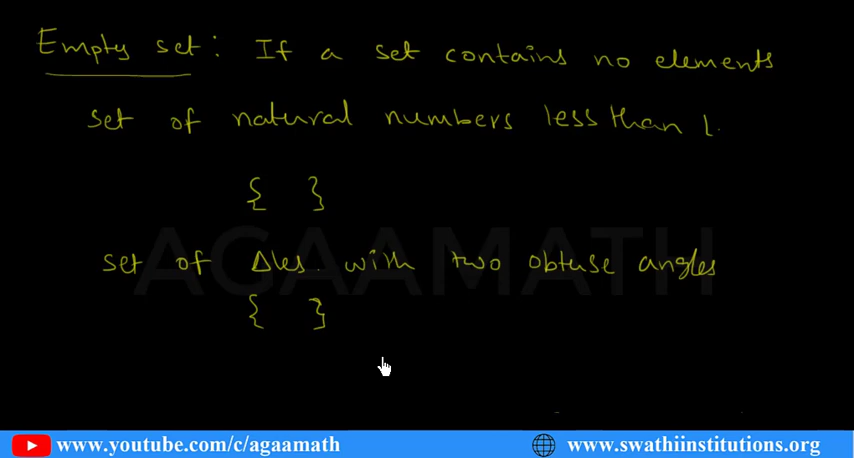 Empty set : If a set contains no elements
set of natural numbers less than 1.
{ }
AGAAMATH
set of Δles. with two obtuse angles
{ }
www.youtube.com/c/agaamath
www.swathiinstitutions.org